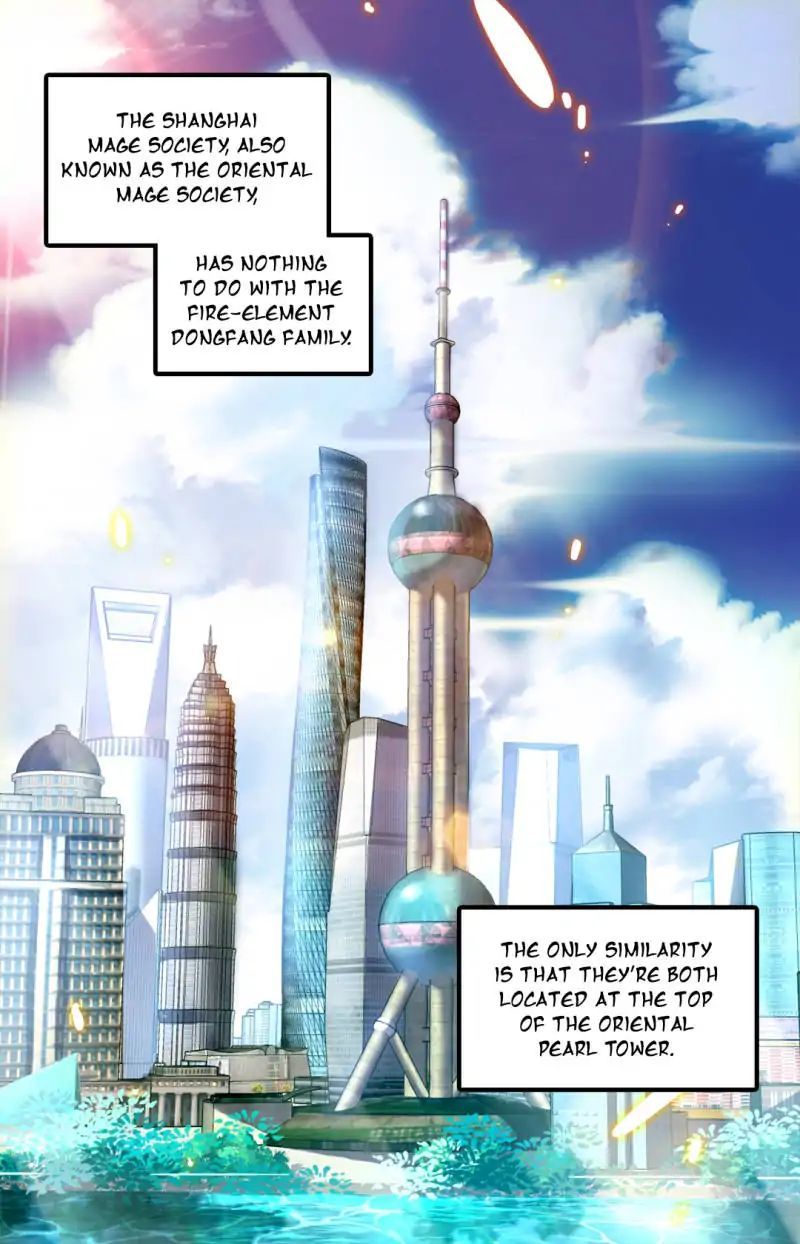 THE SHANGHAI
MAGE SOCIETY, ALSO
KNOWN AS THE ORIENTAL
MAGE SOCIETY,
HAS NOTHING
TO DO WITH THE
FIRE-ELEMENT
DONGFANG FAMILY.
THE ONLY SIMILARITY
IS THAT THEY'RE BOTH
LOCATED AT THE TOP
OF THE ORIENTAL
PEARL TOWER.